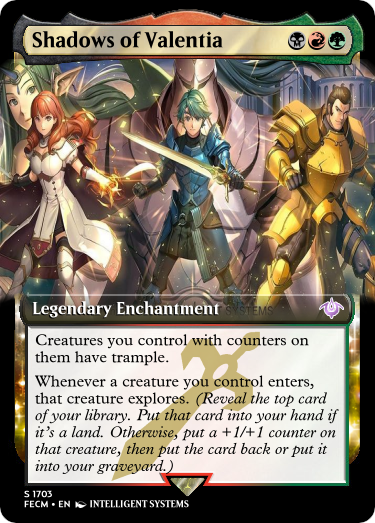 Shadows of Valentia
Legendary Enchantment
Creatures you control with counters on
them have trample.
Whenever a creature you control enters,
that creature explores. (Reveal the top card
of your library. Put that card into your hand if
it's a land. Otherwise, put a +1/+1 counter on
that creature, then put the card back or put it
into your graveyard.)
S 1703
FECM • EN INTELLIGENT SYSTEMS